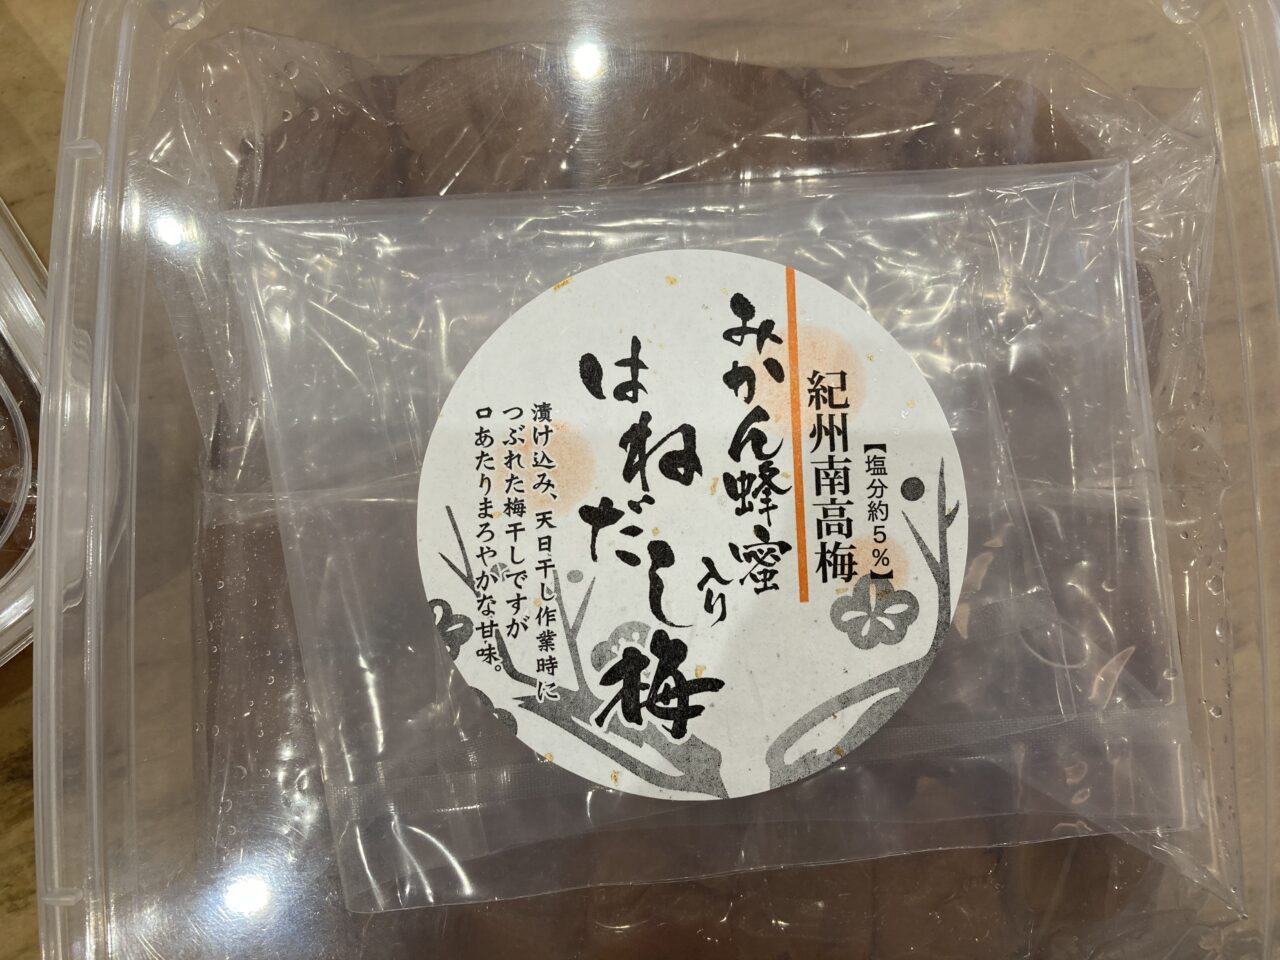 【塩分約5%】
紀州南高梅
みかん蜂蜜入り
はねだし梅
漬け込み、天日干し作業時に
つぶれた梅干しですが
口あたりまろやかな甘味。